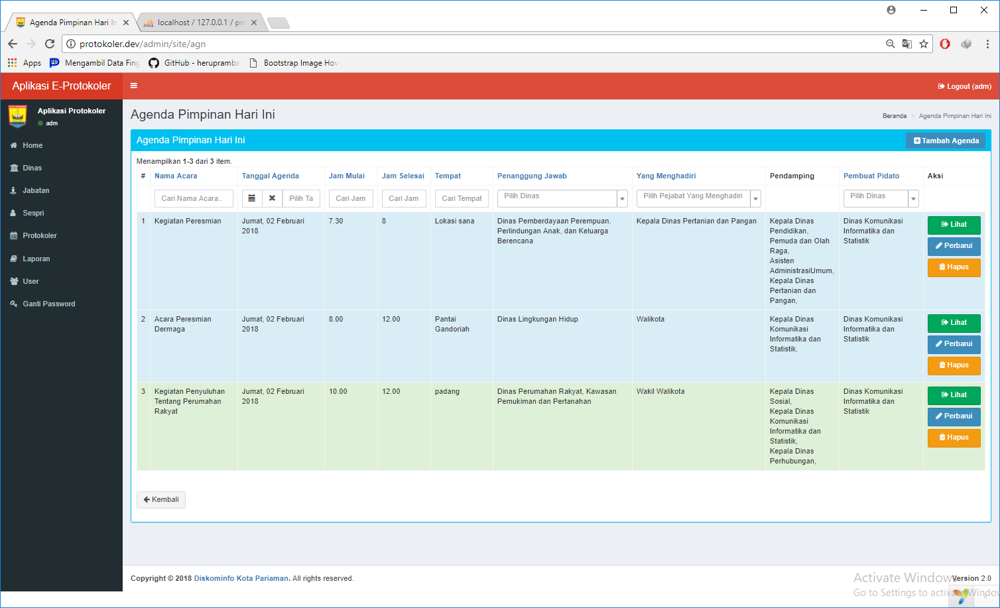 Agenda Pimpinan Hari In
localhost / 127.0.0.1 / pro
protokoler.dev/admin/site/agn
Apps
Mengambil Data Fing
GitHub - herupramba
Bootstrap Image Hov
Aplikasi E-Protokoler
Logout (adm)
Aplikasi Protokoler
adm
Home
Dinas
Jabatan
Sespri
Protokoler
Laporan
User
Ganti Password
Agenda Pimpinan Hari Ini
Beranda > Agenda Pimpinan Hari Ini
Agenda Pimpinan Hari Ini
Tambah Agenda
Menampilkan 1-3 dari 3 item.
# Nama Acara Tanggal Agenda Jam Mulai Jam Selesai Tempat Penanggung Jawab Yang Menghadiri Pendamping Pembuat Pidato Aksi
Cari Nama Acara.. Pilih Ta Cari Jam Cari Jam Cari Tempat Pilih Dinas Pilih Pejabat Yang Menghadiri Pilih Dinas
1 Kegiatan Peresmian Jumat, 02 Februari 7.30 8 Lokasi sana Dinas Pemberdayaan Perempuan, Kepala Dinas Pertanian dan Pangan Kepala Dinas Dinas Komunikasi Lihat
2018 Perlindungan Anak, dan Keluarga Pendidikan, Informatika dan
Berencana Pemuda dan Olah Statistik Perbarui
Raga,
Asisten Hapus
AdministrasiUmum,
Kepala Dinas
Pertanian dan
Pangan,
2 Acara Peresmian Jumat, 02 Februari 8.00 12.00 Pantai Dinas Lingkungan Hidup Walikota Kepala Dinas Dinas Komunikasi Lihat
Dermaga 2018 Gandoriah Komunikasi Informatika dan
Informatika dan Statistik Perbarui
Statistik,
Hapus
3 Kegiatan Penyuluhan Jumat, 02 Februari 10.00 12.00 padang Dinas Perumahan Rakyat, Kawasan Wakil Walikota Kepala Dinas Dinas Komunikasi Lihat
Tentang Perumahan 2018 Pemukiman dan Pertanahan Sosial, Informatika dan
Rakyat Kepala Dinas Statistik Perbarui
Komunikasi
Informatika dan Hapus
Statistik,
Kepala Dinas
Perhubungan,
Kembali
Copyright © 2018 Diskominfo Kota Pariaman. All rights reserved.
Version 2.0
Activate Windows
Go to Settings to activate Windows